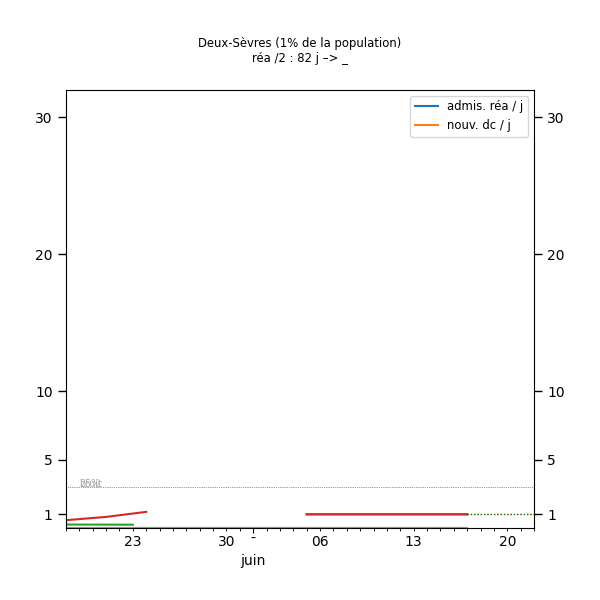 Deux-Sèvres (1% de la population)
réa /2 : 82 j –> _
admis. réa / j
nouv. dc / j
30 30
20 20
10 10
5 5
1 1
23 30 06 13 20
juin